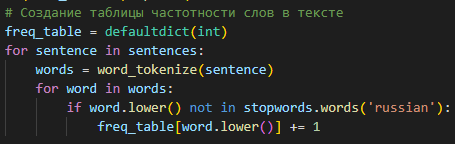 # Создание таблицы частотности слов в тексте
freq_table = defaultdict(int)
for sentence in sentences:
    words = word_tokenize(sentence)
    for word in words:
        if word.lower() not in stopwords.words('russian'):
            freq_table[word.lower()] += 1